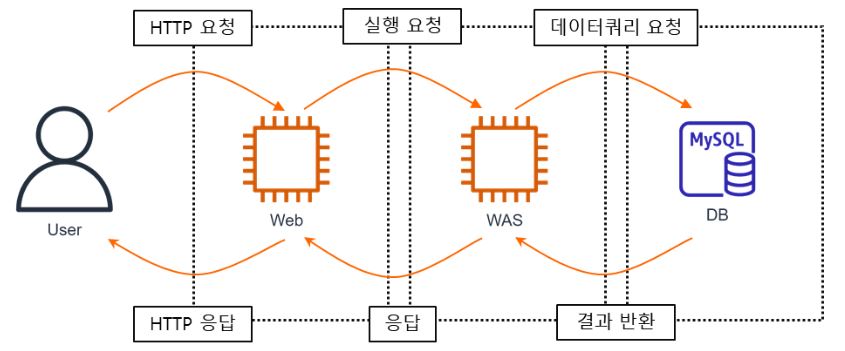 HTTP 요청
실행 요청
데이터쿼리 요청
MySQL
User
Web
WAS
DB
HTTP 응답
응답
결과 반환